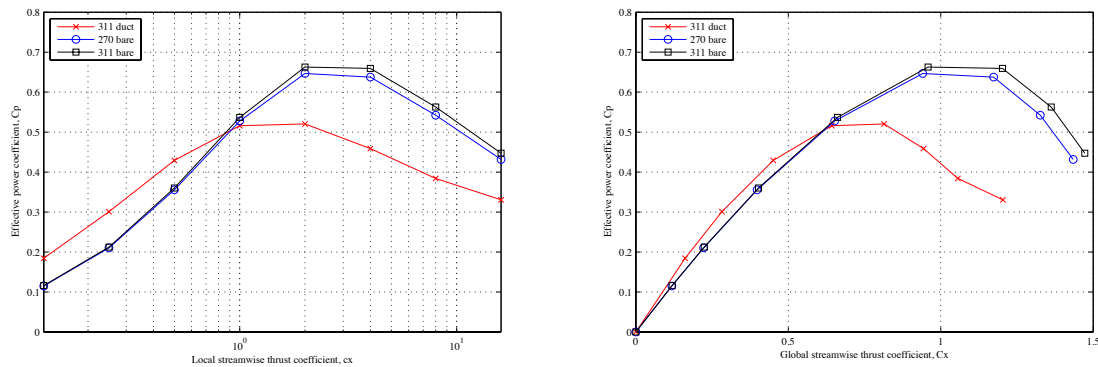 0.8
0.7
0.6
0.5
0.4
0.3
0.2
0.1
0
Effective power coefficient, Cp
311 duct
270 bare
311 bare
10^0
10^1
Local streamwise thrust coefficient, cx
0.8
0.7
0.6
0.5
0.4
0.3
0.2
0.1
0
Effective power coefficient, Cp
311 duct
270 bare
311 bare
0
0.5
1
1.5
Global streamwise thrust coefficient, Cx